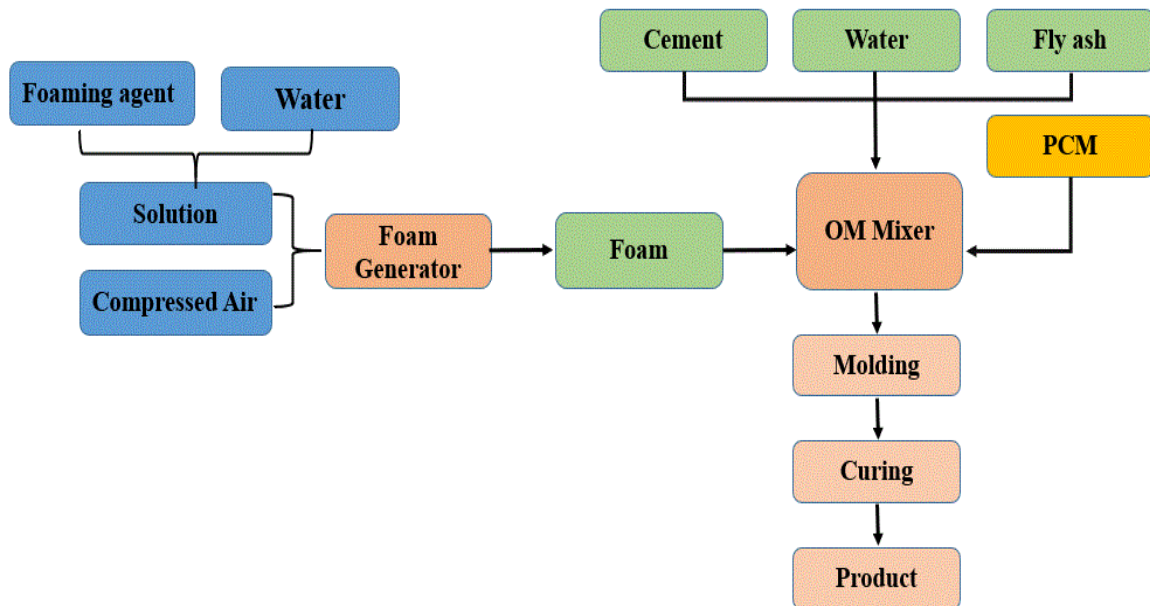 Cement
Water
Fly ash
Foaming agent
Water
PCM
Solution
OM Mixer
Foam
Generator
Foam
Compressed Air
Molding
Curing
Product